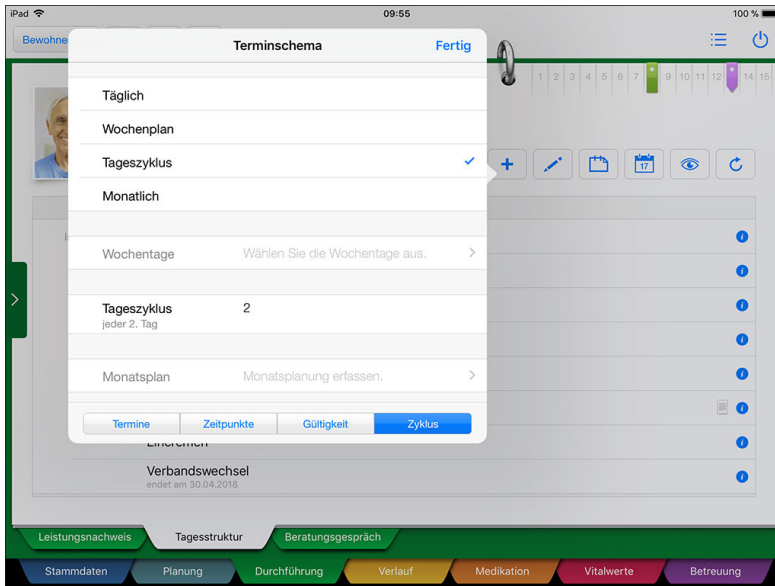 iPad 09:55 100 %
Bewohne
Terminschema Fertig
1 2 3 4 5 6 7 9 10 11 12 14 15
Täglich
Wochenplan
Tageszyklus
Monatlich
17
Wochentage Wählen Sie die Wochentage aus.
Tageszyklus 2
jeder 2. Tag
Monatsplan Monatsplanung erfassen.
Termine Zeitpunkte Gültigkeit Zyklus
Verbandswechsel
endet am 30.04.2018
Leistungsnachweis Tagesstruktur Beratungsgespräch
Stammdaten Planung Durchführung Verlauf Medikation Vitalwerte Betreuung